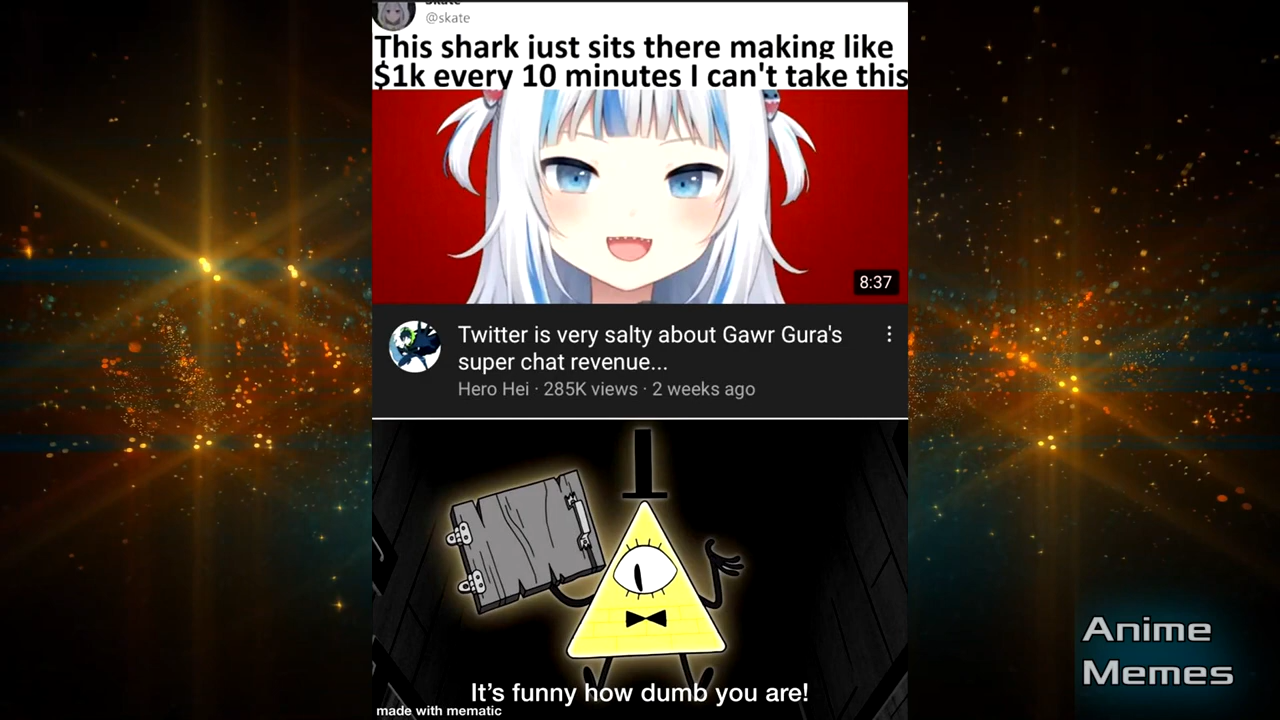 Skate
@skate
This shark just sits there making like
$1k every 10 minutes I can't take this
8:37
Twitter is very salty about Gawr Gura's
super chat revenue...
Hero Hei · 285K views · 2 weeks ago
It's funny how dumb you are!
made with mematic
Anime
Memes